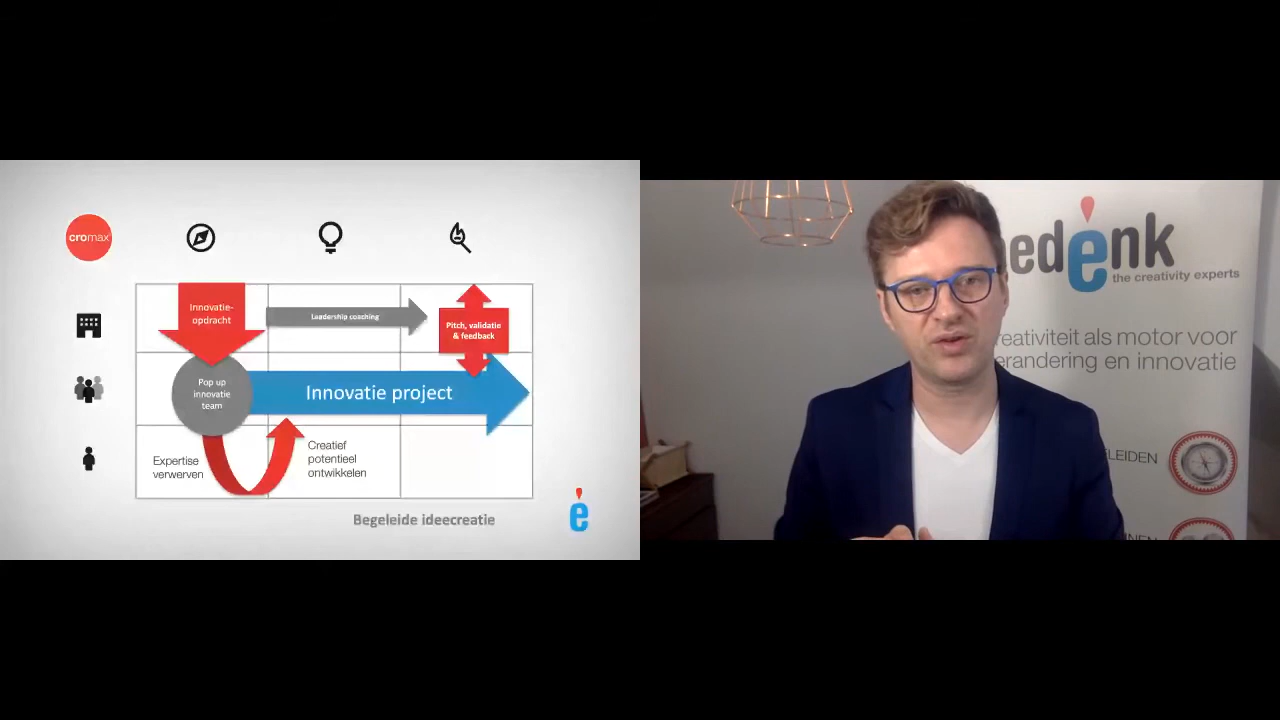 cromax
Innovatie-
opdracht
Leadership coaching
Pitch, validatie
& feedback
Pop up
innovatie
team
Innovatie project
Expertise
verwerven
Creatief
potentieel
ontwikkelen
Begeleide ideecreatie
é
edenk
the creativity experts
reativiteit als motor voor
erandering en innovatie
ELEIDEN